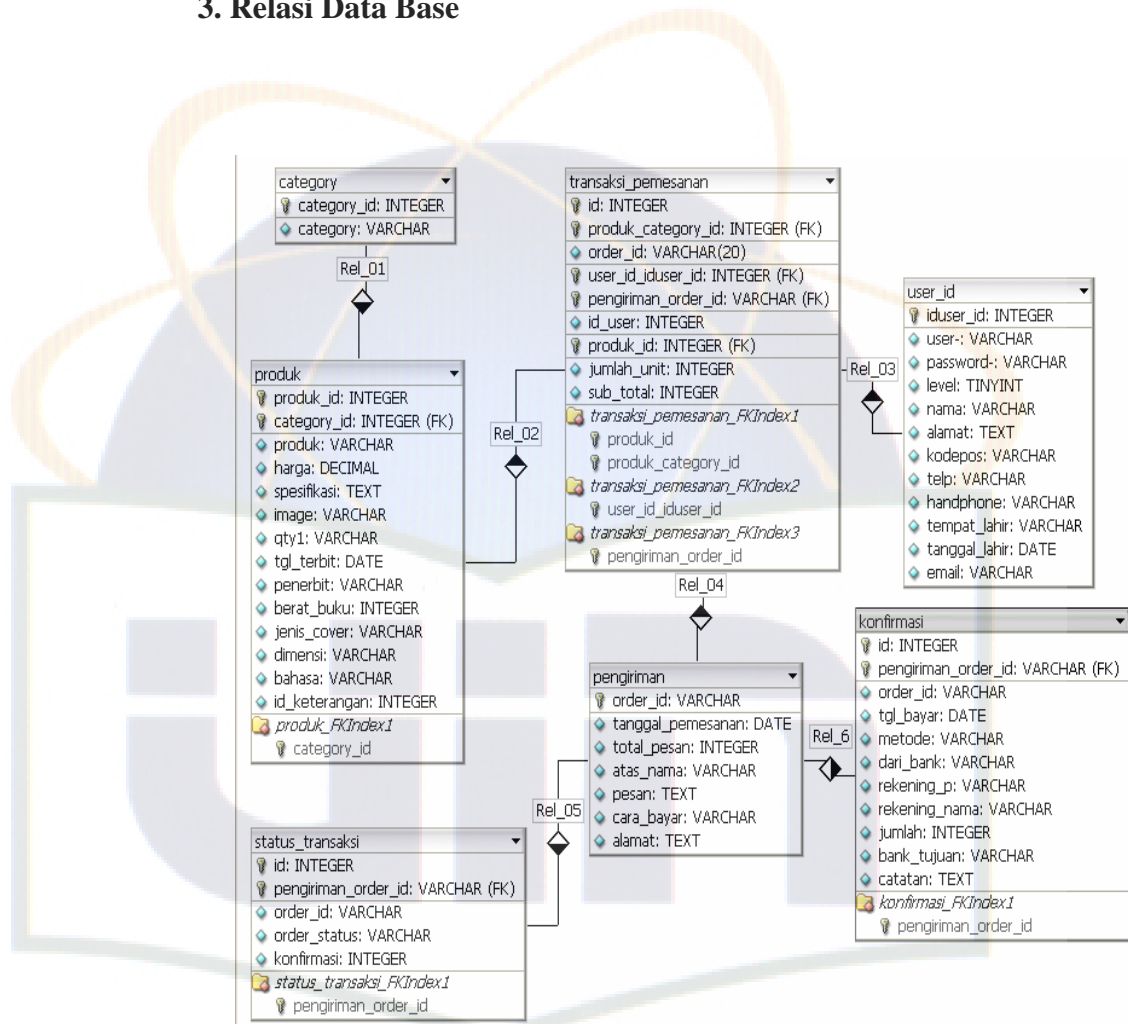 3. Relasi Data Base
category
category_id: INTEGER
category: VARCHAR
Rel_01
produk
produk_id: INTEGER
category_id: INTEGER (FK)
produk: VARCHAR
harga: DECIMAL
spesifikasi: TEXT
image: VARCHAR
qty1: VARCHAR
tgl_terbit: DATE
penerbit: VARCHAR
berat_buku: INTEGER
jenis_cover: VARCHAR
dimensi: VARCHAR
bahasa: VARCHAR
id_keterangan: INTEGER
produk_FKIndex1
category_id
Rel_02
transaksi_pemesanan
id: INTEGER
produk_category_id: INTEGER (FK)
order_id: VARCHAR(20)
user_id_iduser_id: INTEGER (FK)
pengiriman_order_id: VARCHAR (FK)
id_user: INTEGER
produk_id: INTEGER (FK)
jumlah_unit: INTEGER
sub_total: INTEGER
transaksi_pemesanan_FKIndex1
produk_id
produk_category_id
transaksi_pemesanan_FKIndex2
user_id_iduser_id
transaksi_pemesanan_FKIndex3
pengiriman_order_id
Rel_03
user_id
iduser_id: INTEGER
user-: VARCHAR
password-: VARCHAR
level: TINYINT
nama: VARCHAR
alamat: TEXT
kodepos: VARCHAR
telp: VARCHAR
handphone: VARCHAR
tempat_lahir: VARCHAR
tanggal_lahir: DATE
email: VARCHAR
Rel_04
pengiriman
order_id: VARCHAR
tanggal_pemesanan: DATE
total_pesan: INTEGER
atas_nama: VARCHAR
pesan: TEXT
cara_bayar: VARCHAR
alamat: TEXT
Rel_6
konfirmasi
id: INTEGER
pengiriman_order_id: VARCHAR (FK)
order_id: VARCHAR
tgl_bayar: DATE
metode: VARCHAR
dari_bank: VARCHAR
rekening_p: VARCHAR
rekening_nama: VARCHAR
jumlah: INTEGER
bank_tujuan: VARCHAR
catatan: TEXT
konfirmasi_FKIndex1
pengiriman_order_id
Rel_05
status_transaksi
id: INTEGER
pengiriman_order_id: VARCHAR (FK)
order_id: VARCHAR
order_status: VARCHAR
konfirmasi: INTEGER
status_transaksi_FKIndex1
pengiriman_order_id
uin